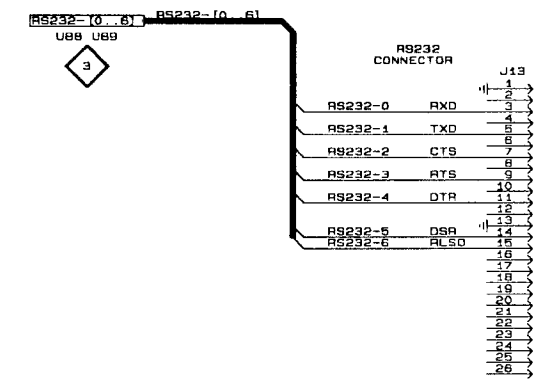 RS232-[0..6] RS232-[0..6]
U88 U89
3
RS232
CONNECTOR
J13
1
2
RS232-0 RXD 3
4
RS232-1 TXD 5
6
RS232-2 CTS 7
8
RS232-3 RTS 9
10
RS232-4 DTR 11
12
13
RS232-5 DSR 14
RS232-6 RLSD 15
16
17
18
19
20
21
22
23
24
25
26